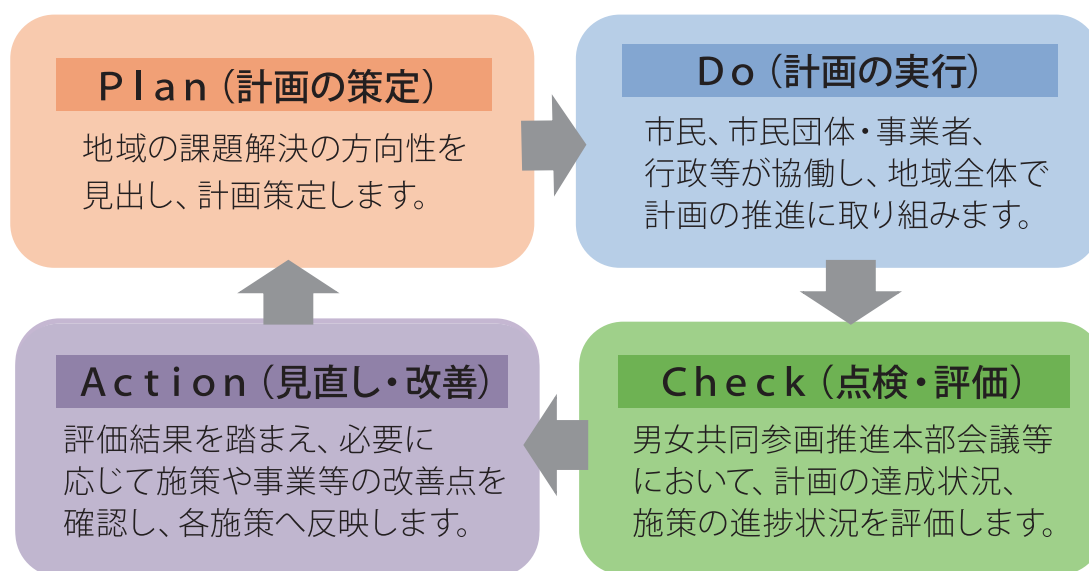 Plan（計画の策定）
地域の課題解決の方向性を
見出し、計画策定します。
Do（計画の実行）
市民、市民団体・事業者、
行政等が協働し、地域全体で
計画の推進に取り組みます。
Check（点検・評価）
男女共同参画推進本部会議等
において、計画の達成状況、
施策の進捗状況を評価します。
Action（見直し・改善）
評価結果を踏まえ、必要に
応じて施策や事業等の改善点を
確認し、各施策へ反映します。